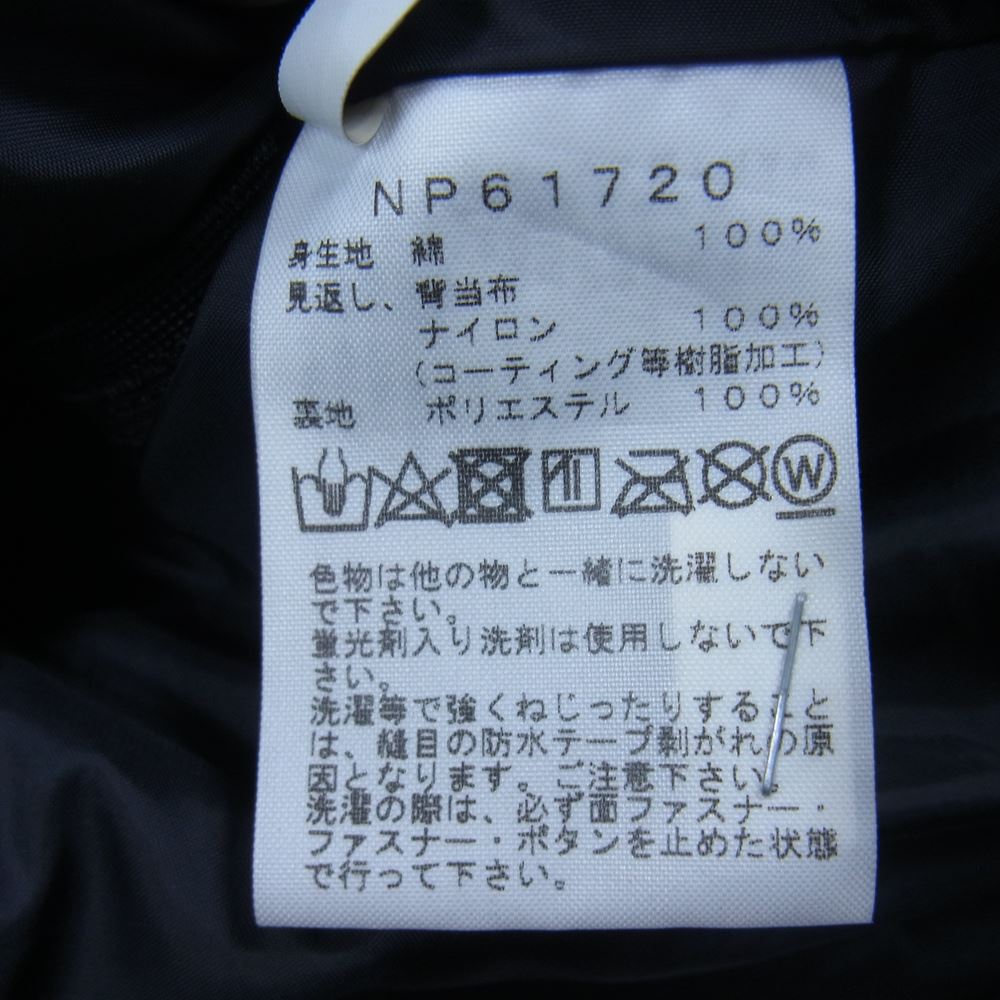 NP61720
身生地 綿 100%
見返し、背当布
ナイロン 100%
(コーティング等樹脂加工)
裏地 ポリエステル 100%
W
色物は他の物と一緒に洗濯しない
で下さい。
蛍光剤入り洗剤は使用しないで下
さい。
洗濯等で強くねじったりすること
は、縫目の防水テープ剥がれの原
因となります。ご注意下さい。
洗濯の際は、必ず面ファスナー・
ファスナー・ボタンを止めた状態
で行って下さい。